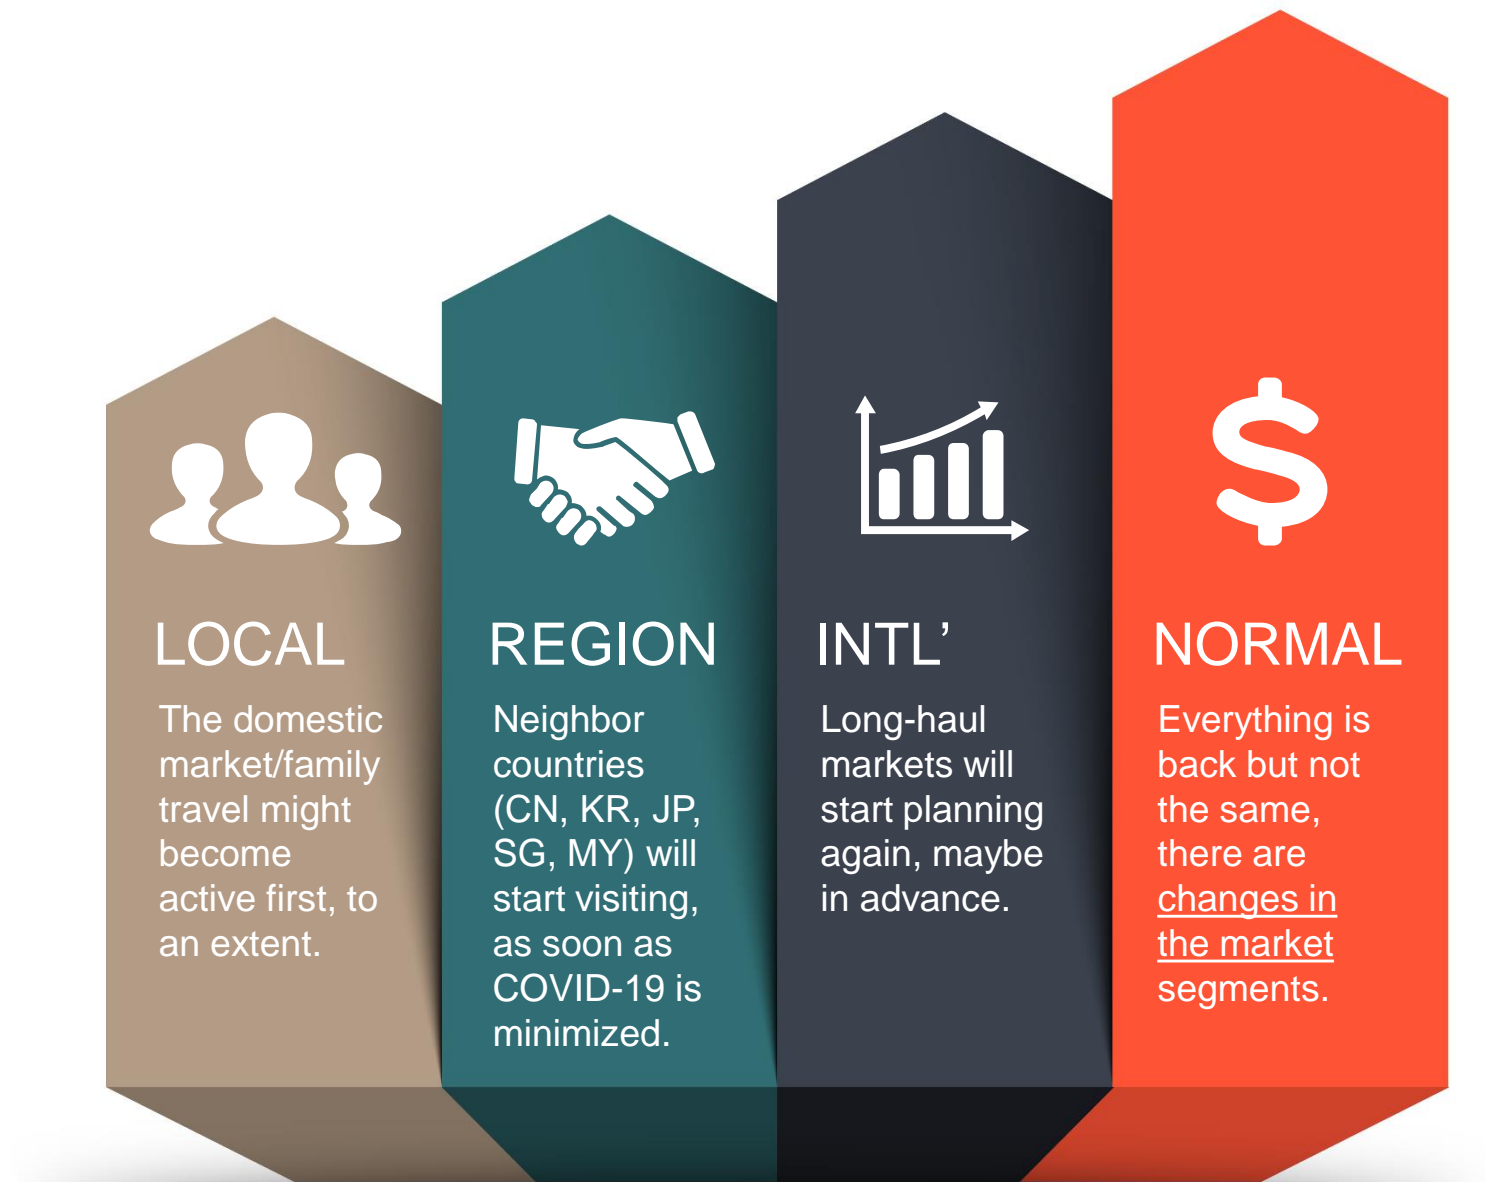 LOCAL
The domestic
market/family
travel might
become
active first, to
an extent.
REGION
Neighbor
countries
(CN, KR, JP,
SG, MY) will
start visiting,
as soon as
COVID-19 is
minimized.
INTL’
Long-haul
markets will
start planning
again, maybe
in advance.
NORMAL
Everything is
back but not
the same,
there are
changes in
the market
segments.